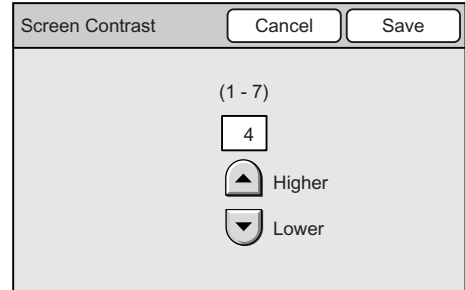 Screen Contrast Cancel Save
(1 - 7)
4
Higher
Lower